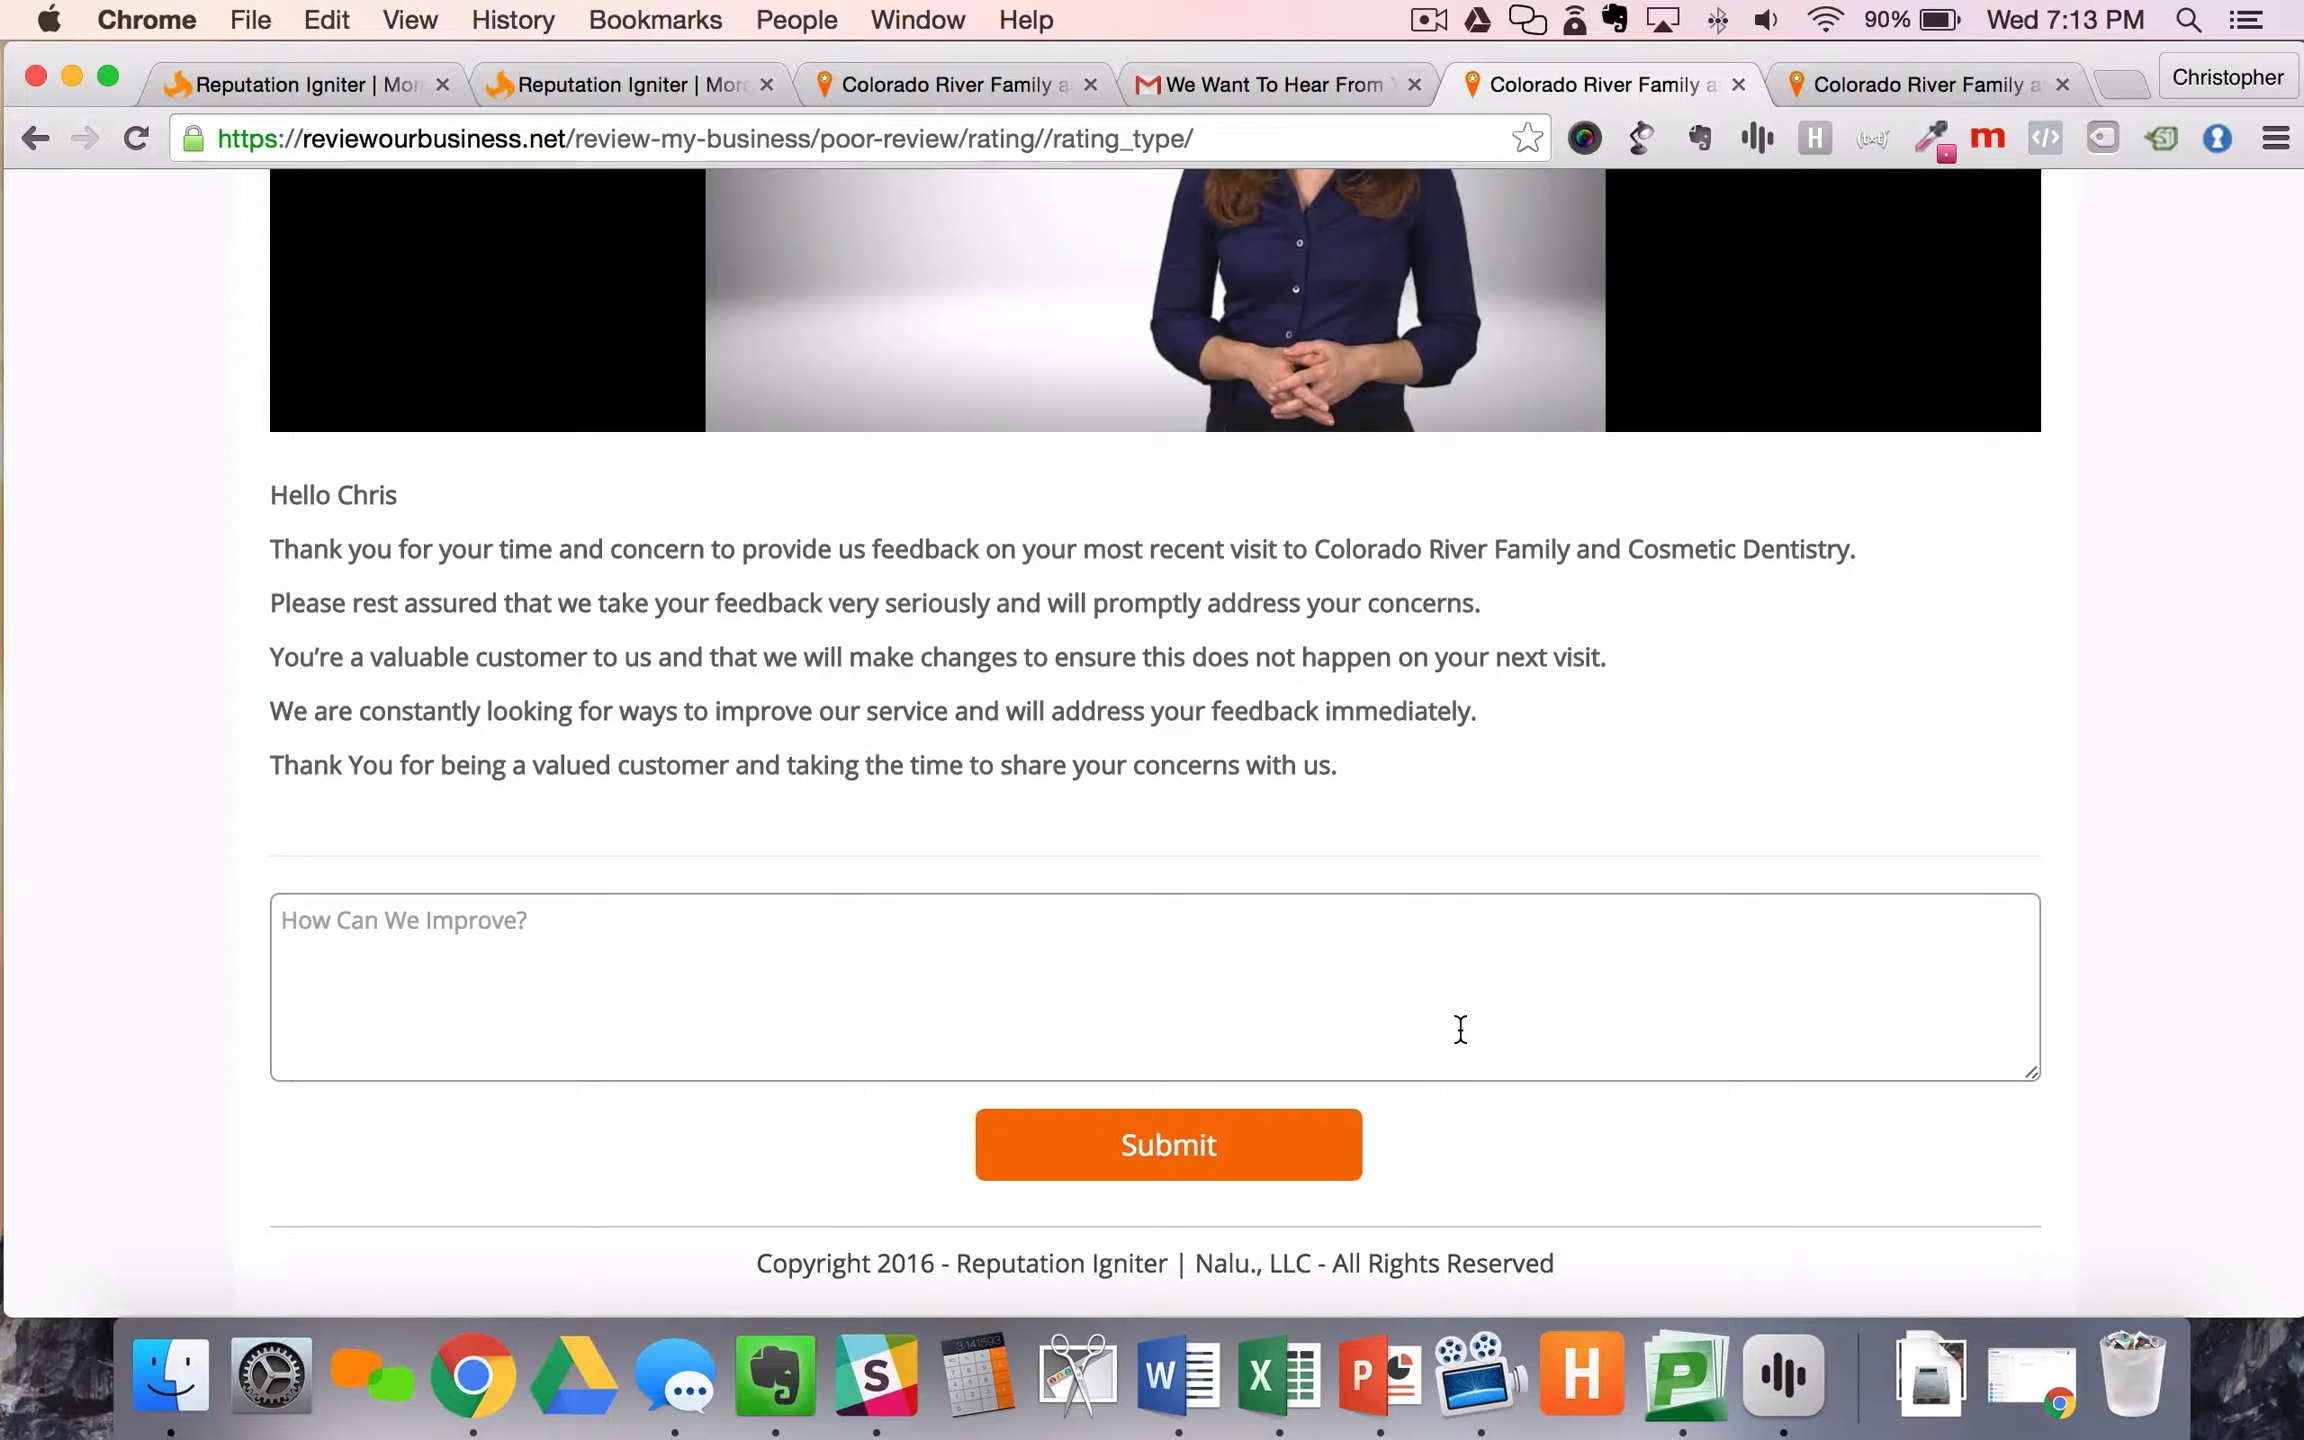 Chrome File Edit View History Bookmarks People Window Help 90% Wed 7:13 PM
Reputation Igniter | Mor Reputation Igniter | More Colorado River Family a We Want To Hear From Y Colorado River Family a Colorado River Family a Christopher
https://reviewourbusiness.net/review-my-business/poor-review/rating//rating_type/
H (txt) m </>
Hello Chris
Thank you for your time and concern to provide us feedback on your most recent visit to Colorado River Family and Cosmetic Dentistry.
Please rest assured that we take your feedback very seriously and will promptly address your concerns.
You’re a valuable customer to us and that we will make changes to ensure this does not happen on your next visit.
We are constantly looking for ways to improve our service and will address your feedback immediately.
Thank You for being a valued customer and taking the time to share your concerns with us.
How Can We Improve?
Submit
Copyright 2016 - Reputation Igniter | Nalu., LLC - All Rights Reserved
3.141593
S W X P H P